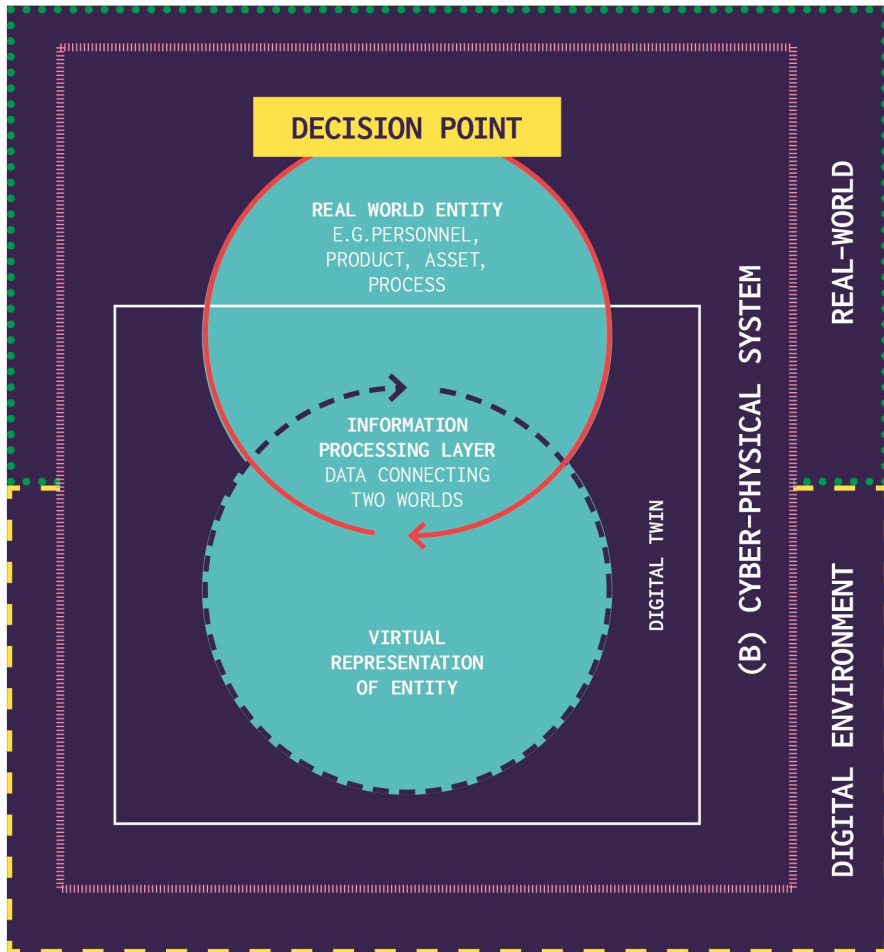 DECISION POINT
REAL WORLD ENTITY
E.G.PERSONNEL,
PRODUCT, ASSET,
PROCESS
INFORMATION
PROCESSING LAYER
DATA CONNECTING
TWO WORLDS
VIRTUAL
REPRESENTATION
OF ENTITY
DIGITAL TWIN
(B) CYBER-PHYSICAL SYSTEM
REAL-WORLD
DIGITAL ENVIRONMENT